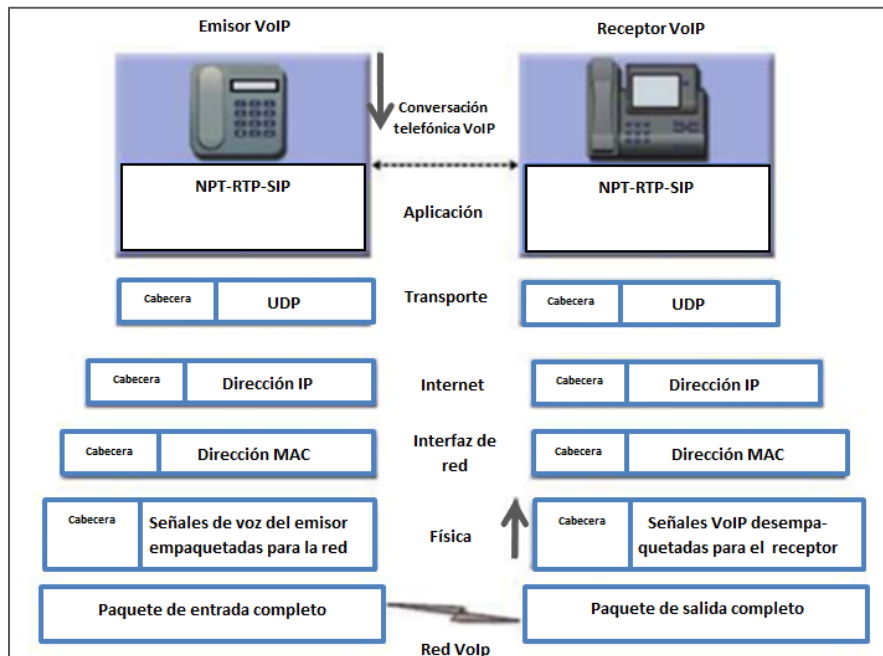 Emisor VoIP
Receptor VoIP
Conversación
telefónica VoIP
NPT-RTP-SIP
NPT-RTP-SIP
Aplicación
Cabecera
UDP
Transporte
Cabecera
UDP
Cabecera
Dirección IP
Internet
Cabecera
Dirección IP
Cabecera
Dirección MAC
Interfaz de
red
Cabecera
Dirección MAC
Cabecera
Señales de voz del emisor
empaquetadas para la red
Física
Cabecera
Señales VoIP desempa-
quetadas para el receptor
Paquete de entrada completo
Paquete de salida completo
Red VoIp